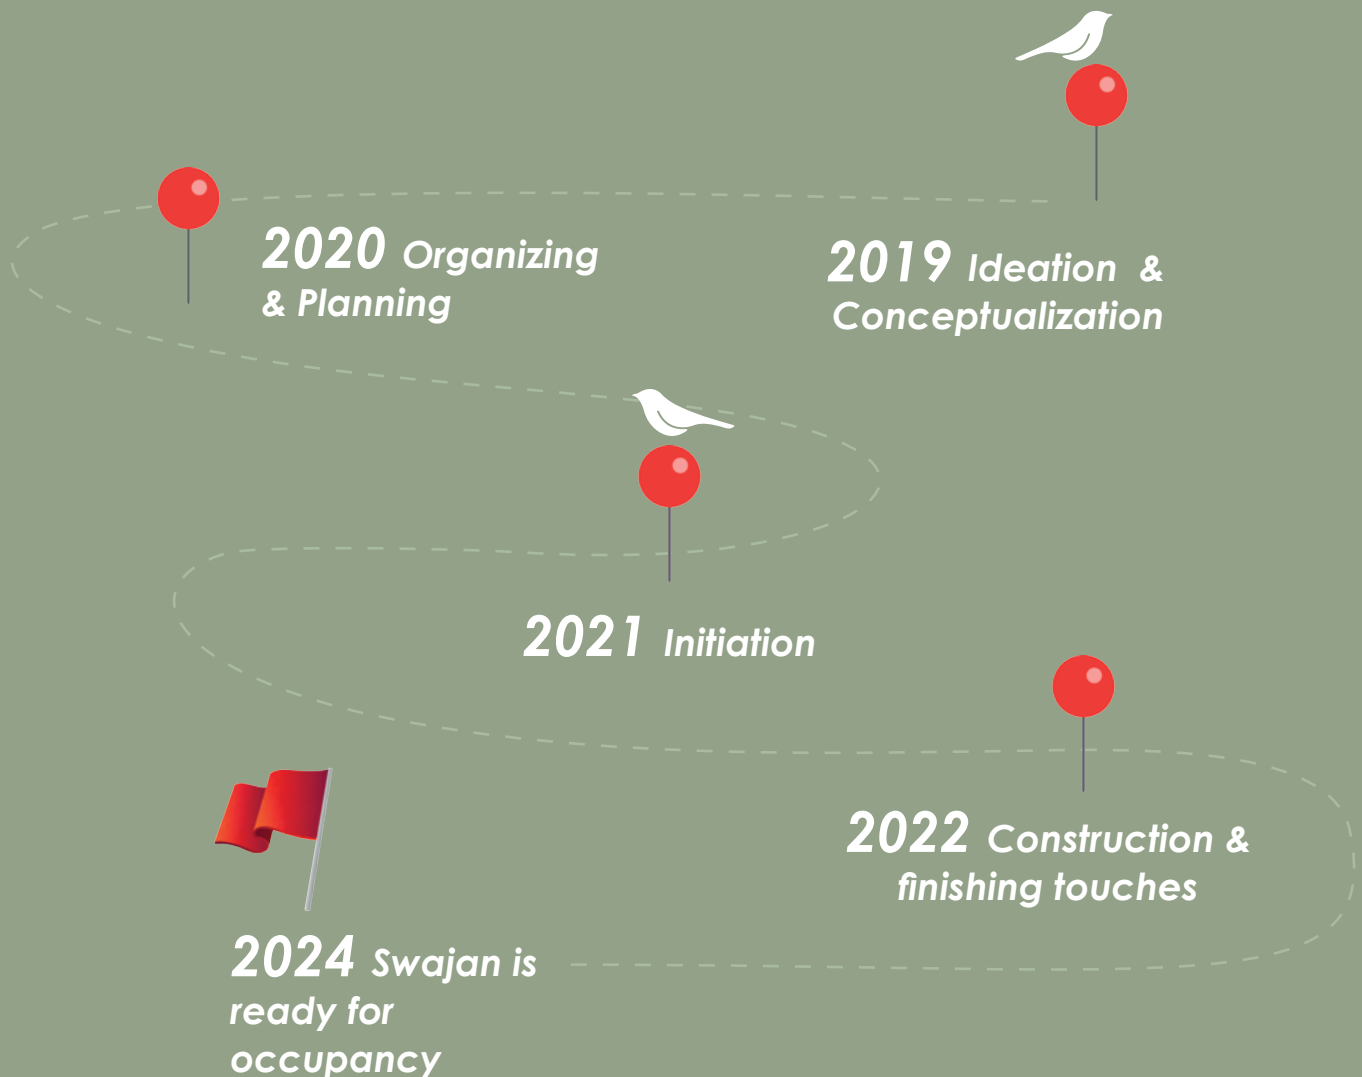 2019 Ideation &
Conceptualization
2020 Organizing
& Planning
2021 Initiation
2022 Construction &
finishing touches
2024 Swajan is
ready for
occupancy